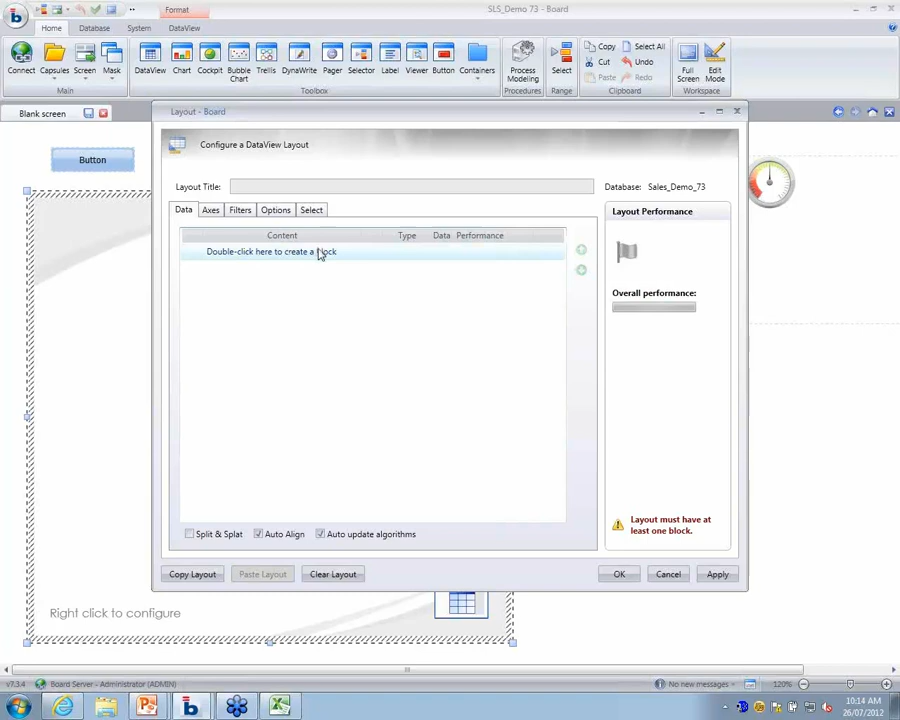 Format
SLS_Demo 73 - Board
Home Database System DataView
Connect Capsules Screen Mask DataView Chart Cockpit Bubble Chart Trellis DynaWrite Pager Selector Label Viewer Button Containers Process Modeling Select Copy Select All Cut Undo Paste Redo Full Screen Edit Mode
Main Toolbox Procedures Range Clipboard Workspace
Blank screen
Layout - Board
Configure a DataView Layout
Button
Layout Title:
Database: Sales_Demo_73
Data Axes Filters Options Select
Layout Performance
Content Type Data Performance
Double-click here to create a block
Overall performance:
Layout must have at
least one block.
Split & Splat Auto Align Auto update algorithms
Copy Layout Paste Layout Clear Layout OK Cancel Apply
Right click to configure
v7.3.4 Board Server - Administrator (ADMIN) No new messages 120%
10:14 AM
26/07/2012